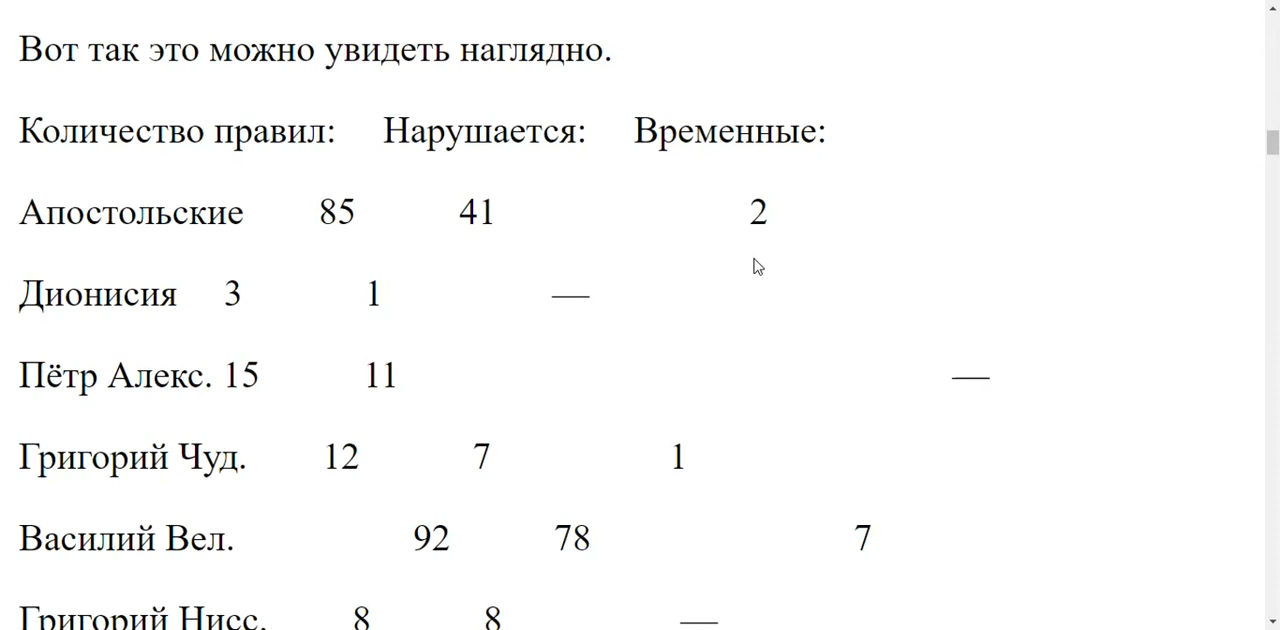 Вот так это можно увидеть наглядно.
Количество правил: Нарушается: Временные:
Апостольские 85 41 2
Дионисия 3 1 —
Пётр Алекс. 15 11 —
Григорий Чуд. 12 7 1
Василий Вел. 92 78 7
Григорий Нисс. 8 8 —